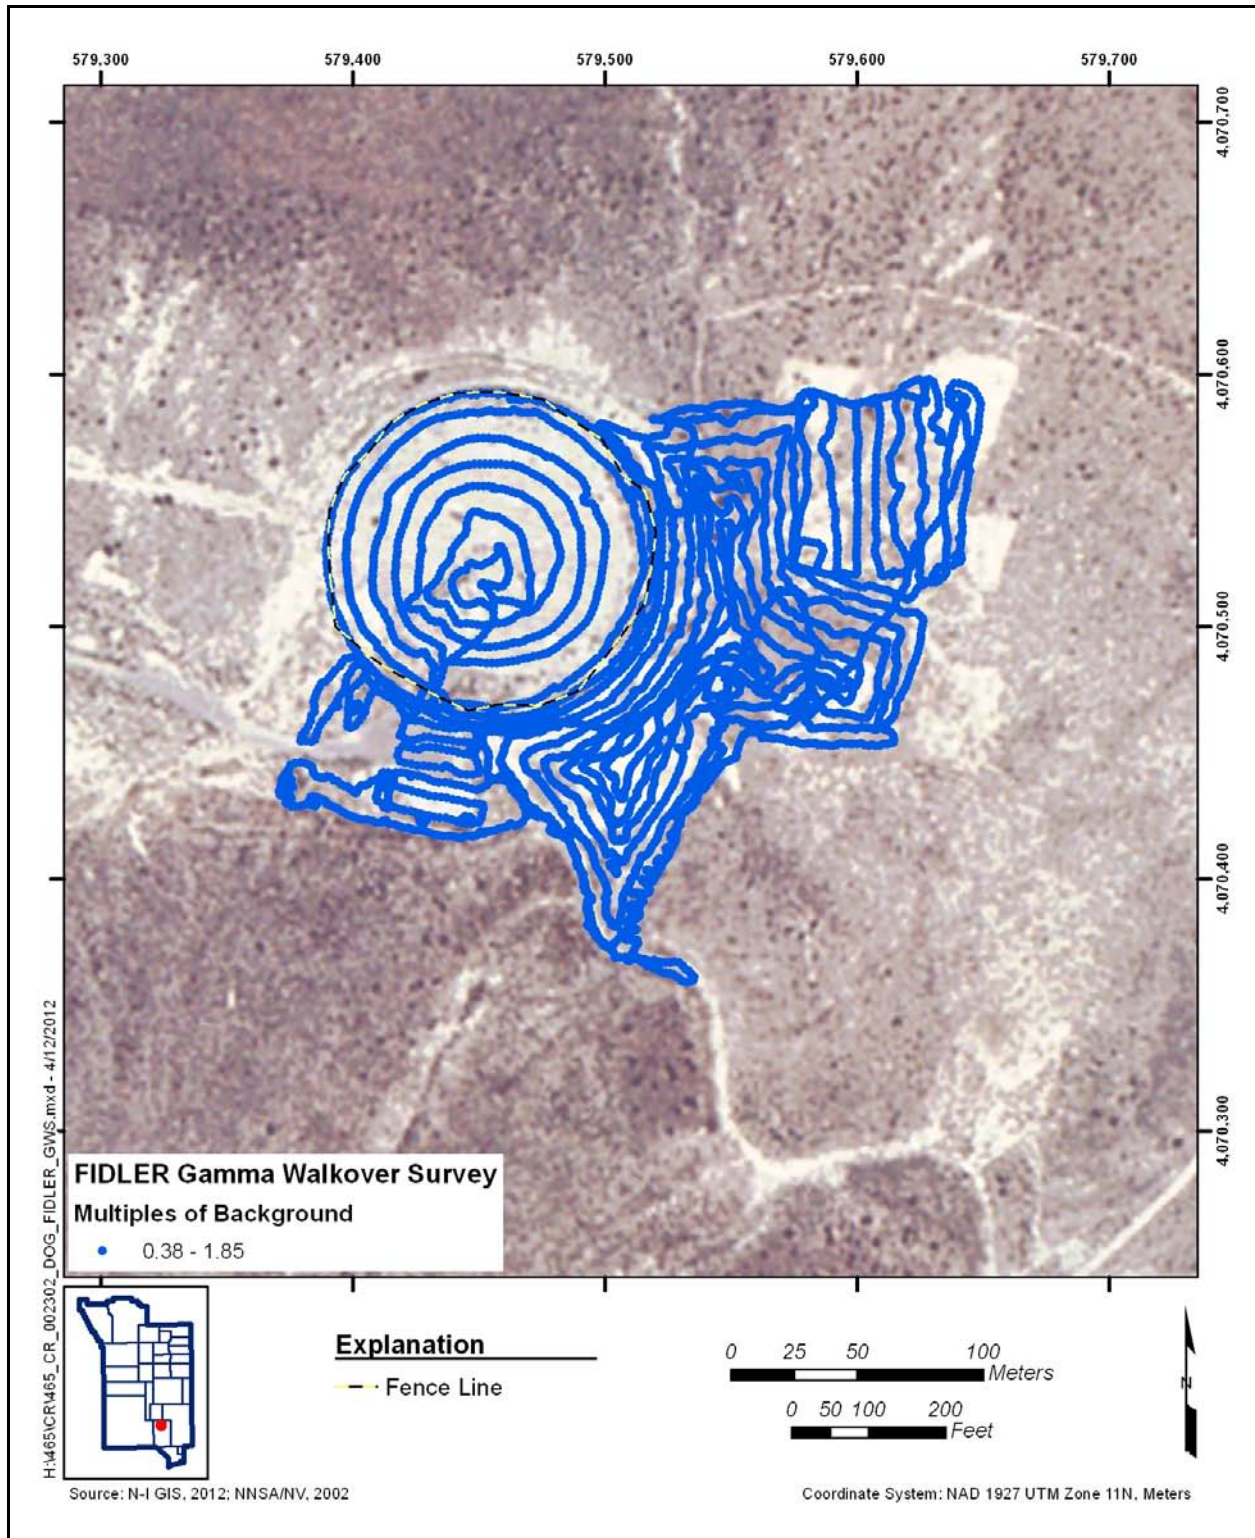 579,300 579,400 579,500 579,600 579,700
4,070,700
4,070,600
4,070,500
4,070,400
4,070,300
H:\465\CR\465_CR_002302_DOG_FIDLER_GWS.mxd - 4/12/2012
FIDLER Gamma Walkover Survey
Multiples of Background
0.38 - 1.85
Explanation
Fence Line
0 25 50 100
Meters
0 50 100 200
Feet
N
Source: N-I GIS, 2012; NNSA/NV, 2002
Coordinate System: NAD 1927 UTM Zone 11N, Meters